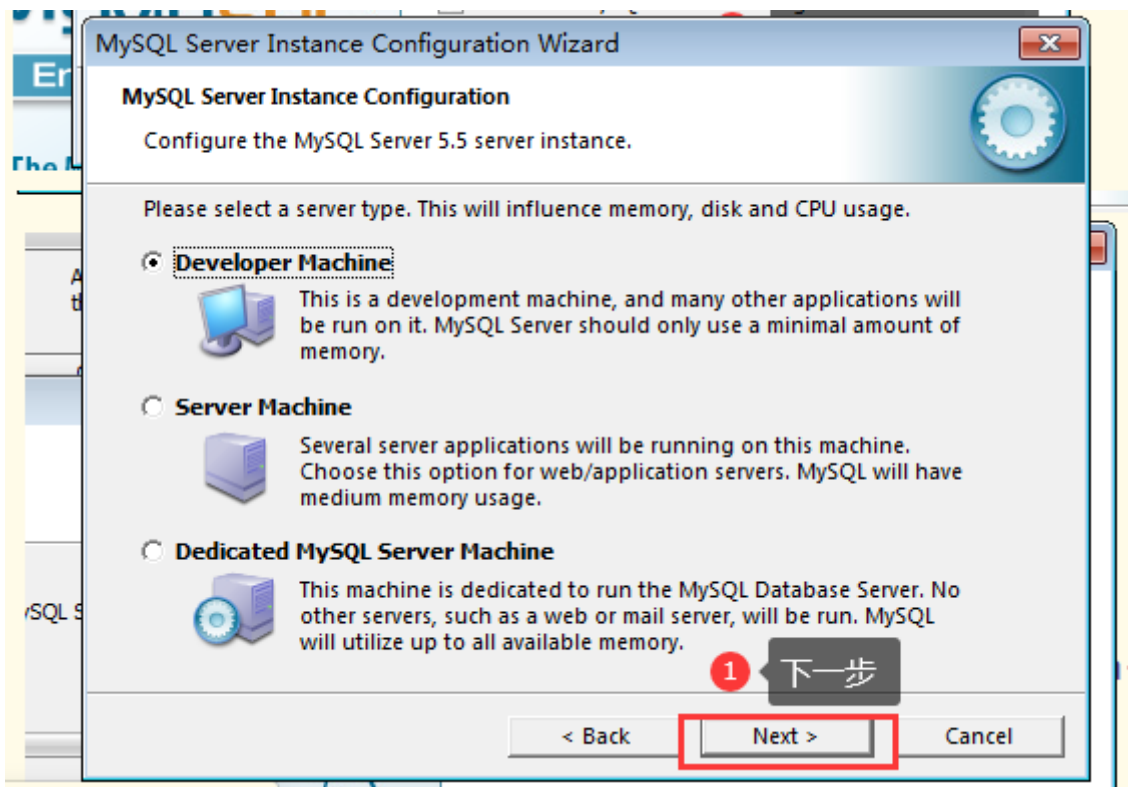 MySQL Server Instance Configuration Wizard
MySQL Server Instance Configuration
Configure the MySQL Server 5.5 server instance.
Please select a server type. This will influence memory, disk and CPU usage.
Developer Machine
This is a development machine, and many other applications will
be run on it. MySQL Server should only use a minimal amount of
memory.
Server Machine
Several server applications will be running on this machine.
Choose this option for web/application servers. MySQL will have
medium memory usage.
Dedicated MySQL Server Machine
This machine is dedicated to run the MySQL Database Server. No
other servers, such as a web or mail server, will be run. MySQL
will utilize up to all available memory.
1 下一步
< Back Next > Cancel